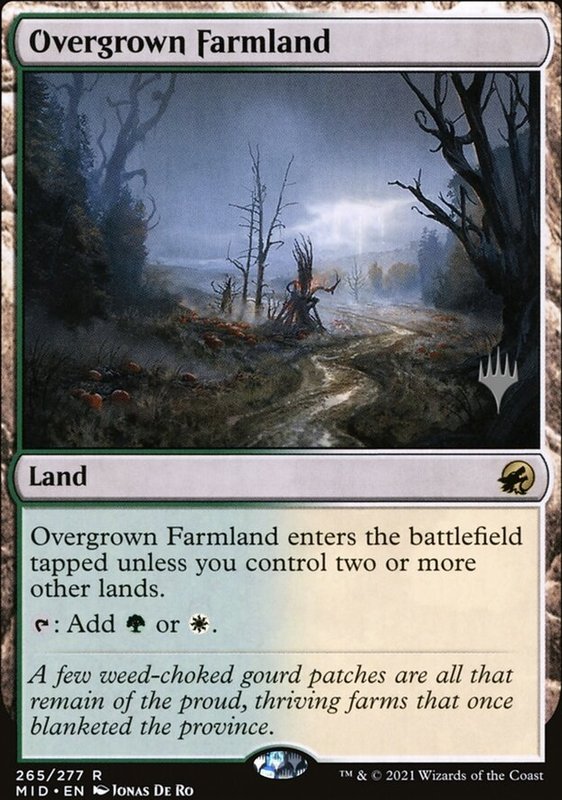 Overgrown Farmland
Land
Overgrown Farmland enters the battlefield
tapped unless you control two or more
other lands.
: Add or .
A few weed-choked gourd patches are all that
remain of the proud, thriving farms that once
blanketed the province.
265/277 R
MID • EN Jonas De Ro
™ & © 2021 Wizards of the Coast